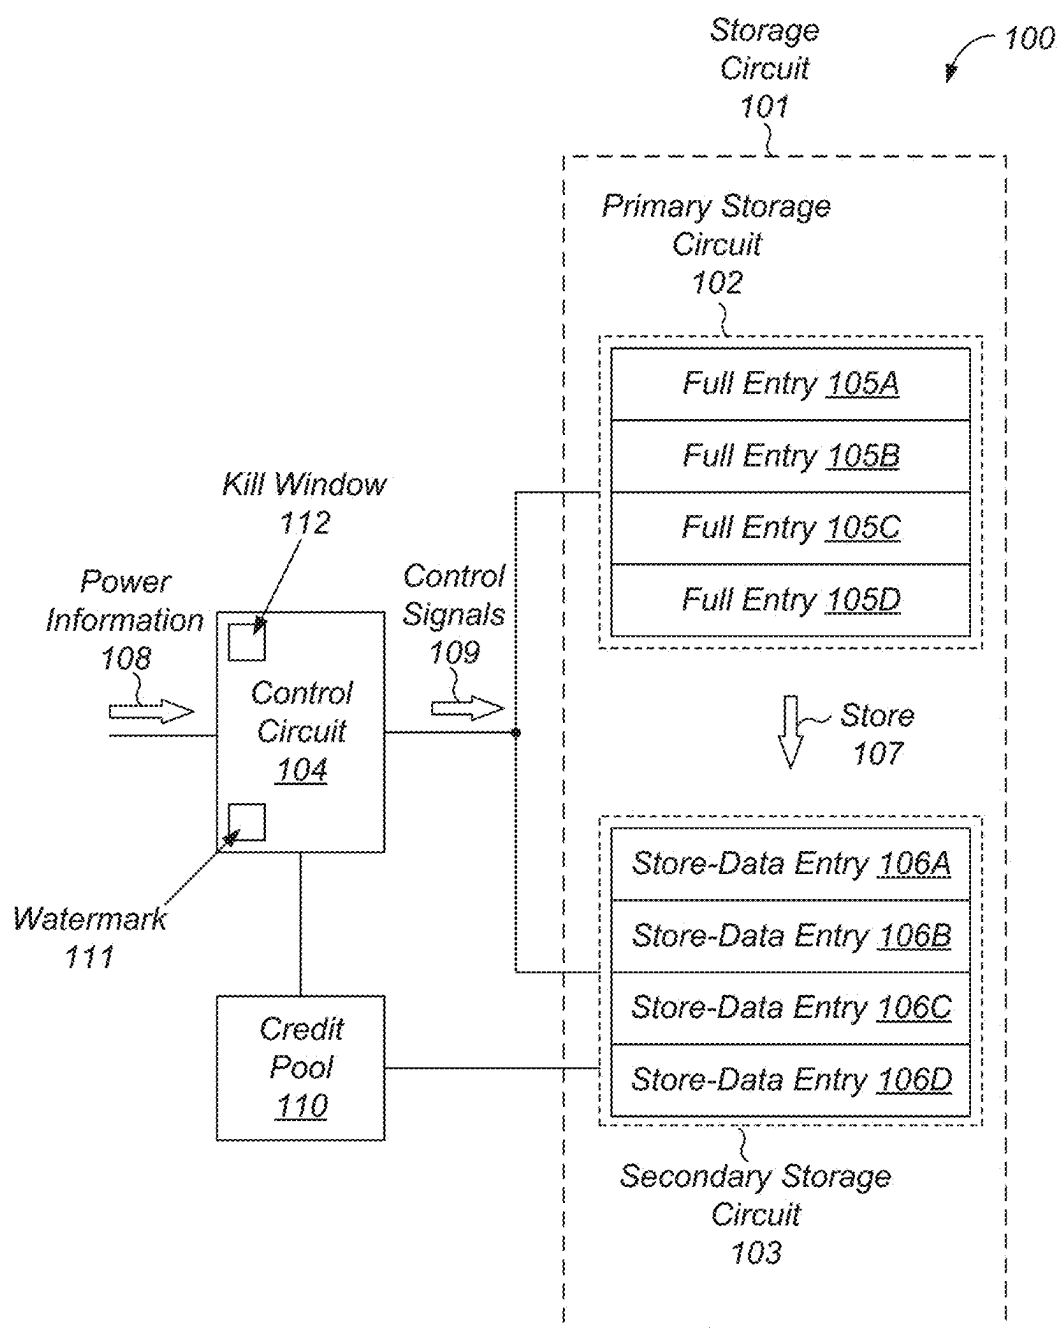 100
Storage
Circuit
101
Primary Storage
Circuit
102
Full Entry 105A
Full Entry 105B
Full Entry 105C
Full Entry 105D
Kill Window
112
Power
Information
108
Control
Signals
109
Control
Circuit
104
Store
107
Watermark
111
Store-Data Entry 106A
Store-Data Entry 106B
Store-Data Entry 106C
Store-Data Entry 106D
Credit
Pool
110
Secondary Storage
Circuit
103